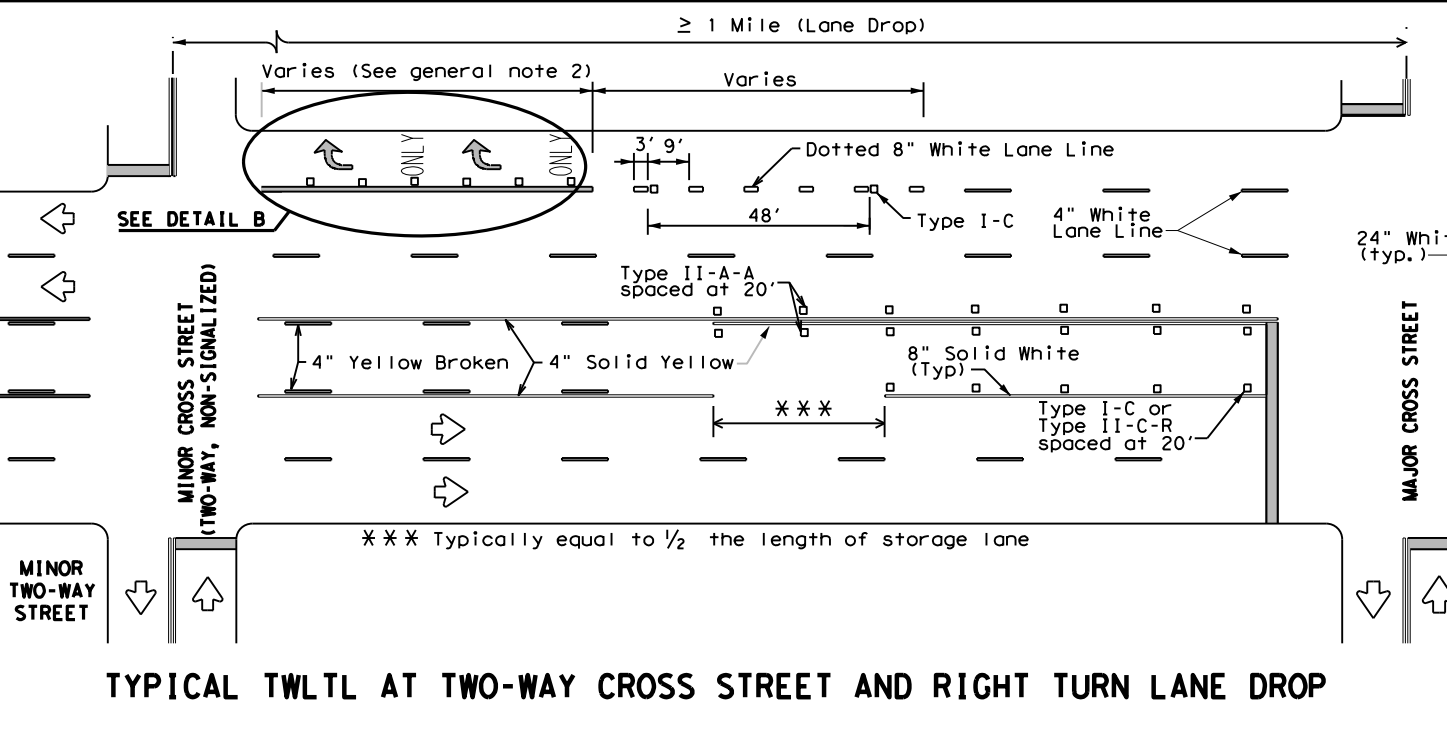 ≥ 1 Mile (Lane Drop)
Varies (See general note 2)
Varies
ONLY
ONLY
3'
9'
Dotted 8" White Lane Line
SEE DETAIL B
48'
Type I-C
4" White
Lane Line
24" Whi
(typ.)
Type II-A-A
spaced at 20'
MINOR CROSS STREET
(TWO-WAY, NON-SIGNALIZED)
4" Yellow Broken
4" Solid Yellow
8" Solid White
(Typ)
***
Type I-C or
Type II-C-R
spaced at 20'
MAJOR CROSS STREET
*** Typically equal to ½ the length of storage lane
MINOR
TWO-WAY
STREET
TYPICAL TWLTL AT TWO-WAY CROSS STREET AND RIGHT TURN LANE DROP